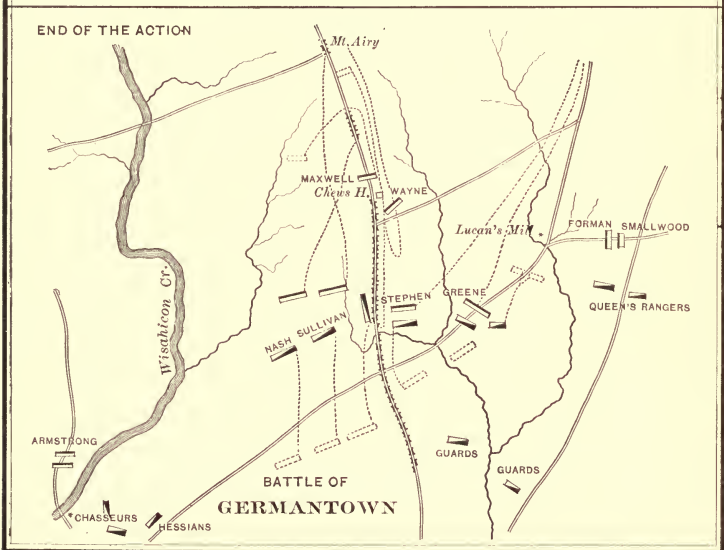 END OF THE ACTION
Mt. Airy
MAXWELL
Chews H.
WAYNE
Lucan's Mill
FORMAN SMALLWOOD
Wisahicon Cr.
STEPHEN GREENE
QUEEN'S RANGERS
NASH SULLIVAN
ARMSTRONG
GUARDS
GUARDS
BATTLE OF
GERMANTOWN
CHASSEURS
HESSIANS